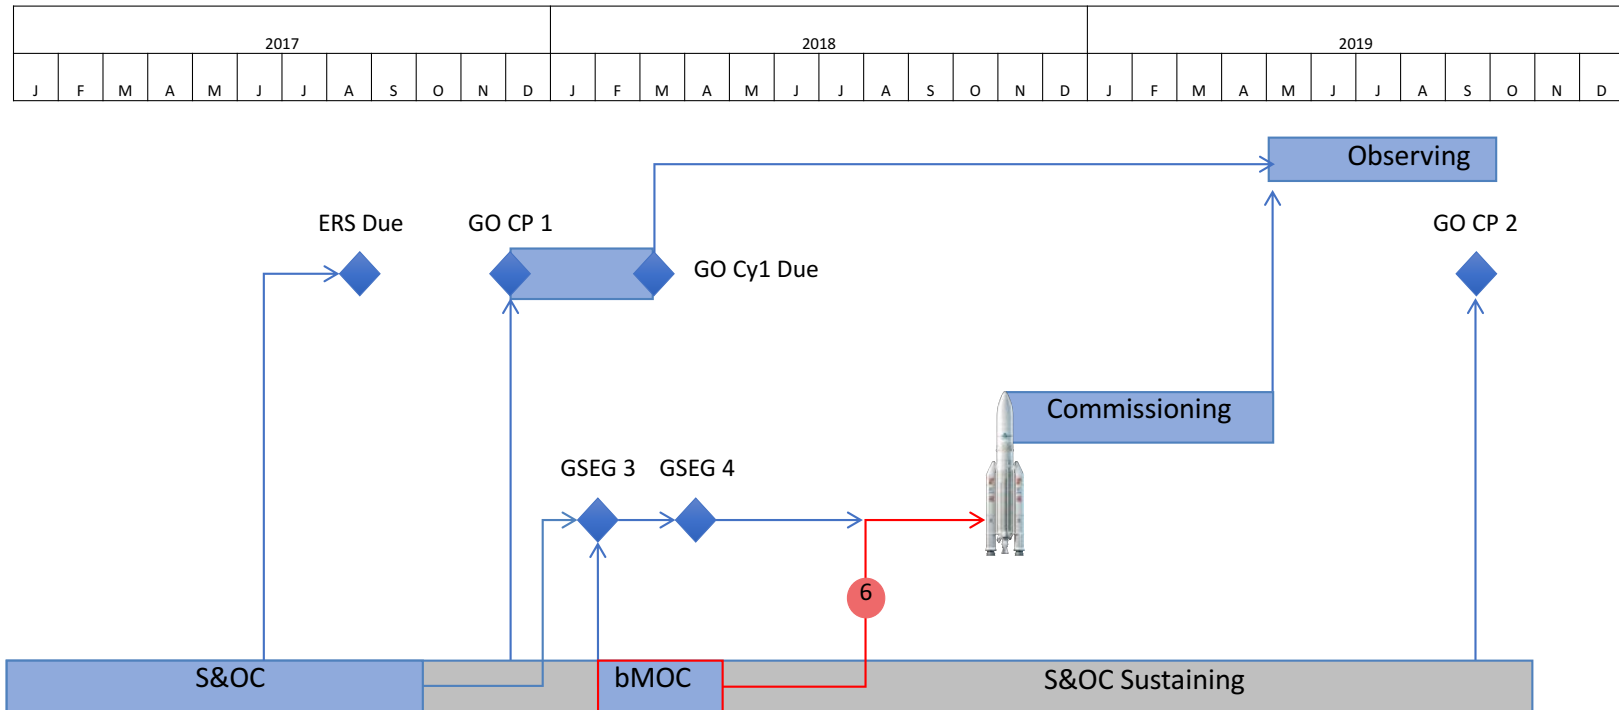 2017 2018 2019
J F M A M J J A S O N D J F M A M J J A S O N D J F M A M J J A S O N D
Observing
ERS Due GO CP 1 GO CP 2
GO Cy1 Due
Commissioning
GSEG 3 GSEG 4
6
S&OC bMOC S&OC Sustaining